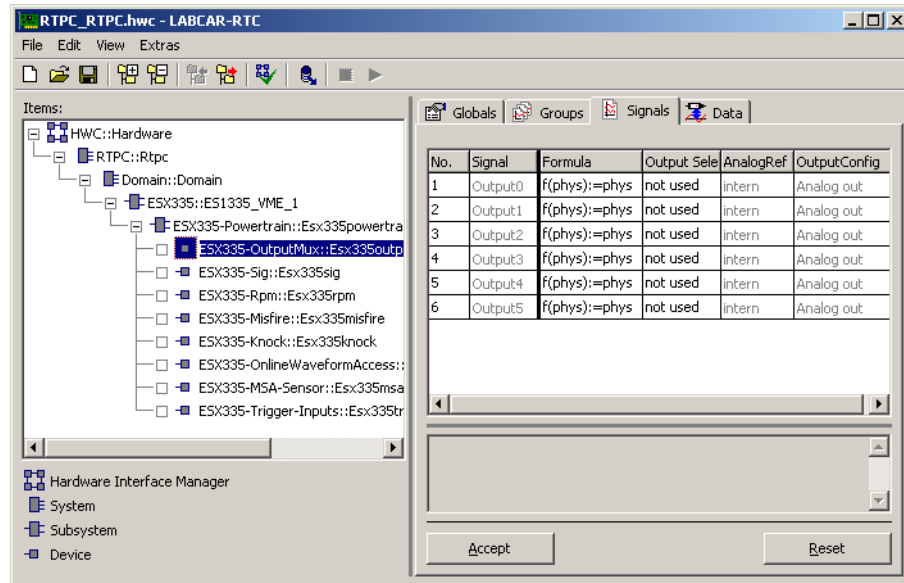 RTPC_RTPC.hwc - LABCAR-RTC
File Edit View Extras
Items:
HWC::Hardware
RTPC::Rtpc
Domain::Domain
ESX335::ES1335_VME_1
ESX335-Powertrain::Esx335powertra
ESX335-OutputMux::Esx335outp
ESX335-Sig::Esx335sig
ESX335-Rpm::Esx335rpm
ESX335-Misfire::Esx335misfire
ESX335-Knock::Esx335knock
ESX335-OnlineWaveformAccess::
ESX335-MSA-Sensor::Esx335msa
ESX335-Trigger-Inputs::Esx335tr
Hardware Interface Manager
System
Subsystem
Device
Globals Groups Signals Data
No. Signal Formula Output Sele AnalogRef OutputConfig
1 Output0 f(phys):=phys not used intern Analog out
2 Output1 f(phys):=phys not used intern Analog out
3 Output2 f(phys):=phys not used intern Analog out
4 Output3 f(phys):=phys not used intern Analog out
5 Output4 f(phys):=phys not used intern Analog out
6 Output5 f(phys):=phys not used intern Analog out
Accept Reset